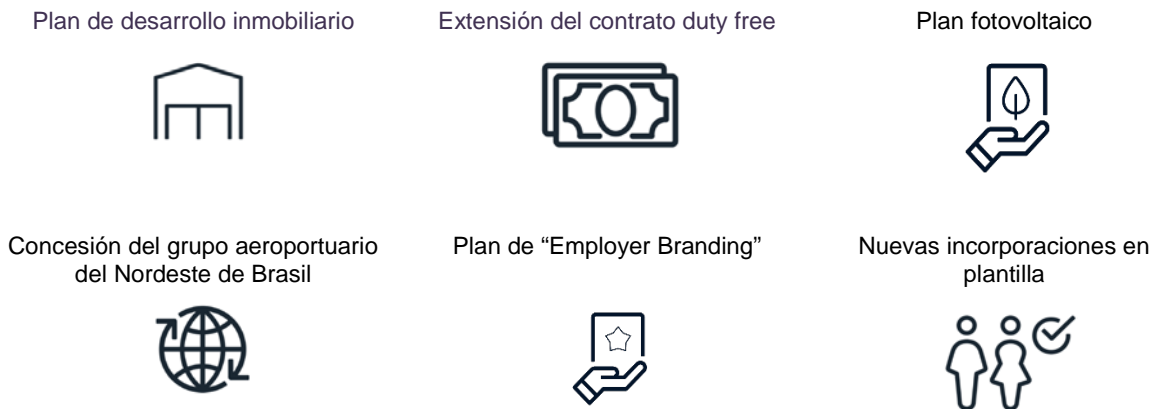 Plan de desarrollo inmobiliario
Extensión del contrato duty free
Plan fotovoltaico
Concesión del grupo aeroportuario
del Nordeste de Brasil
Plan de “Employer Branding”
Nuevas incorporaciones en
plantilla